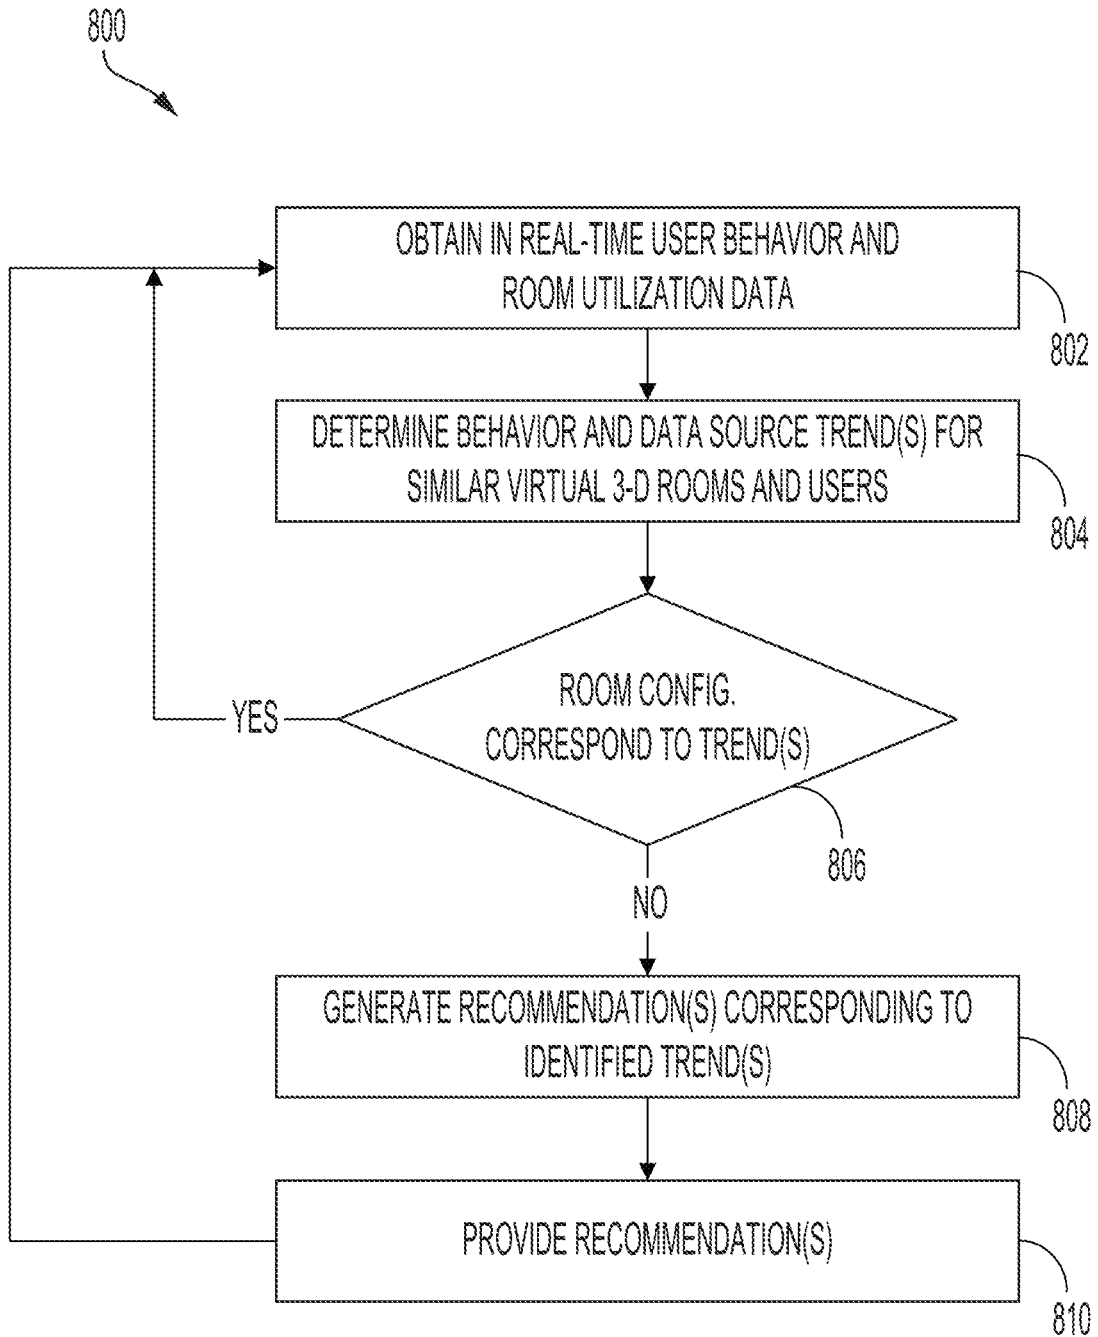 800
OBTAIN IN REAL-TIME USER BEHAVIOR AND
ROOM UTILIZATION DATA
802
DETERMINE BEHAVIOR AND DATA SOURCE TREND(S) FOR
SIMILAR VIRTUAL 3-D ROOMS AND USERS
804
ROOM CONFIG.
CORRESPOND TO TREND(S)
YES
806
NO
GENERATE RECOMMENDATION(S) CORRESPONDING TO
IDENTIFIED TREND(S)
808
PROVIDE RECOMMENDATION(S)
810